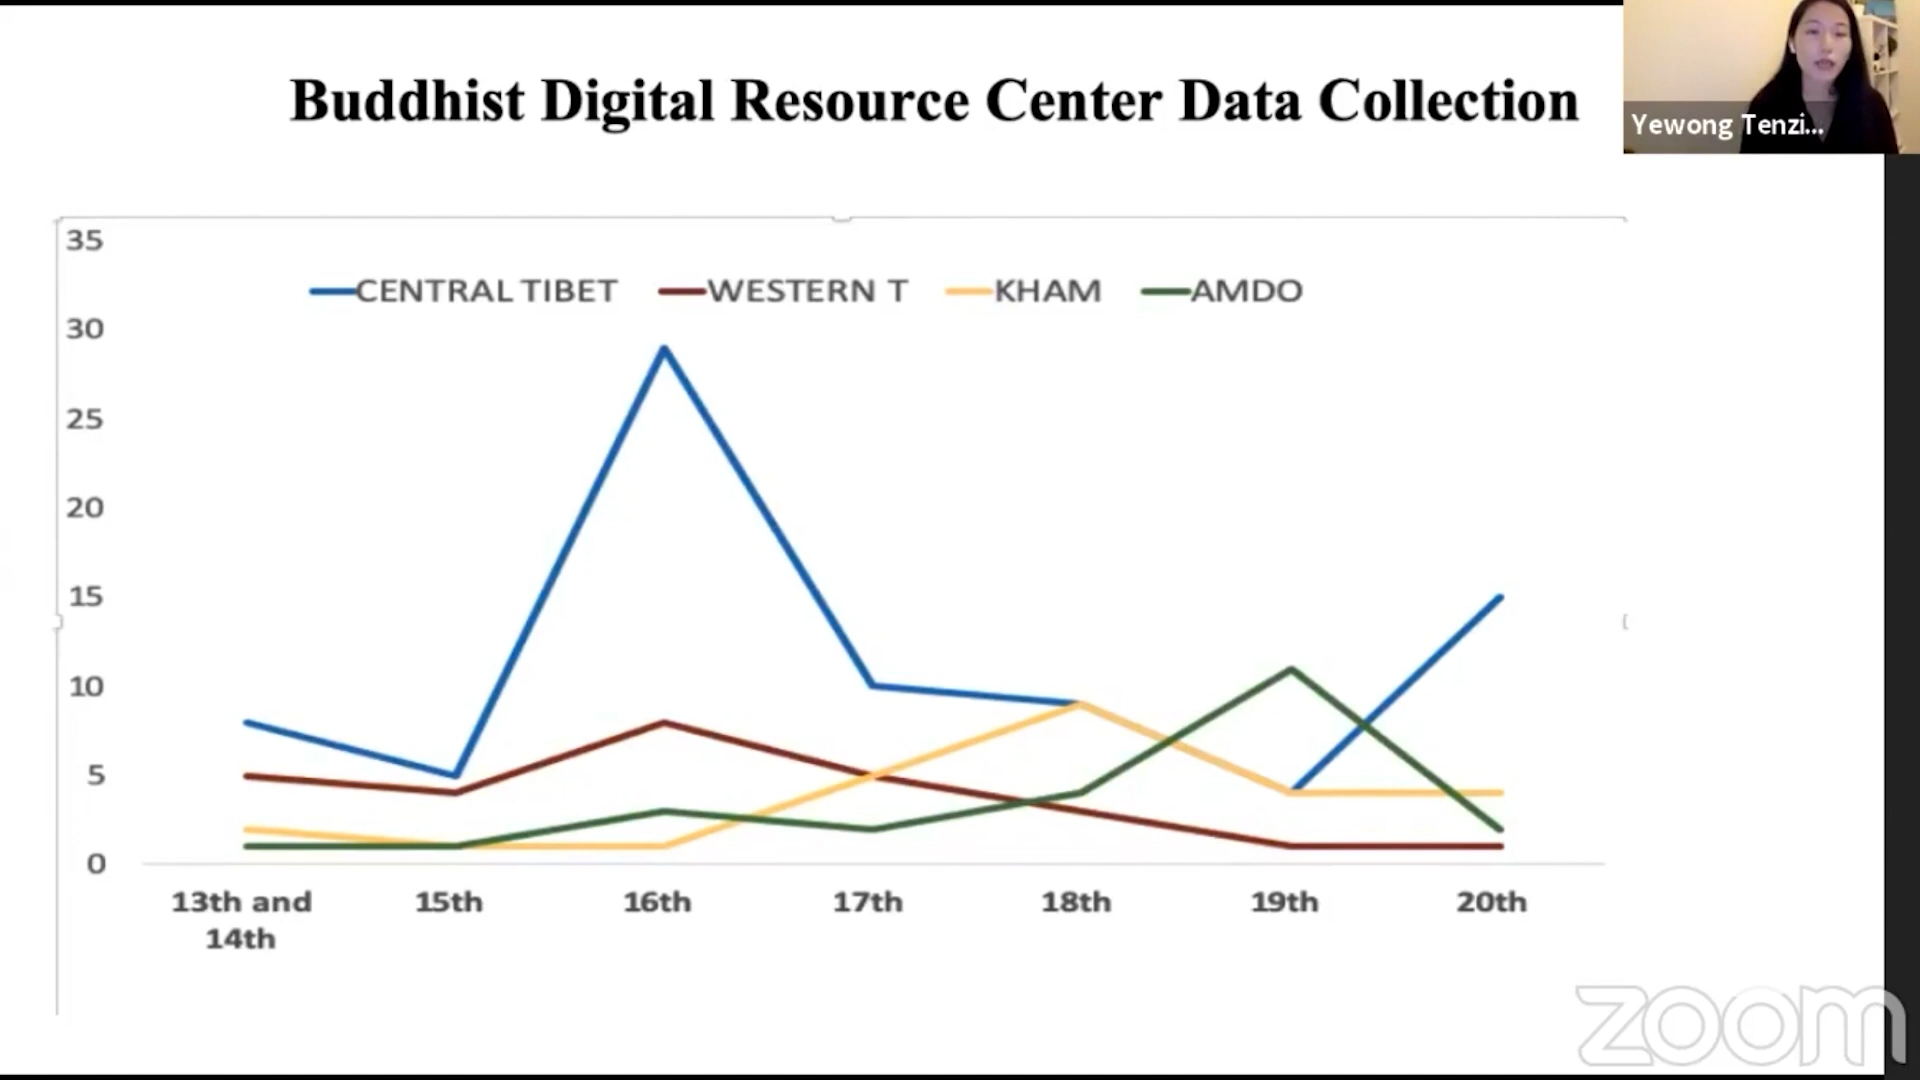 Buddhist Digital Resource Center Data Collection
Yewong Tenzi...
35
CENTRAL TIBET WESTERN T KHAM AMDO
30
25
20
15
10
5
0
13th and 15th 16th 17th 18th 19th 20th
14th
zoom